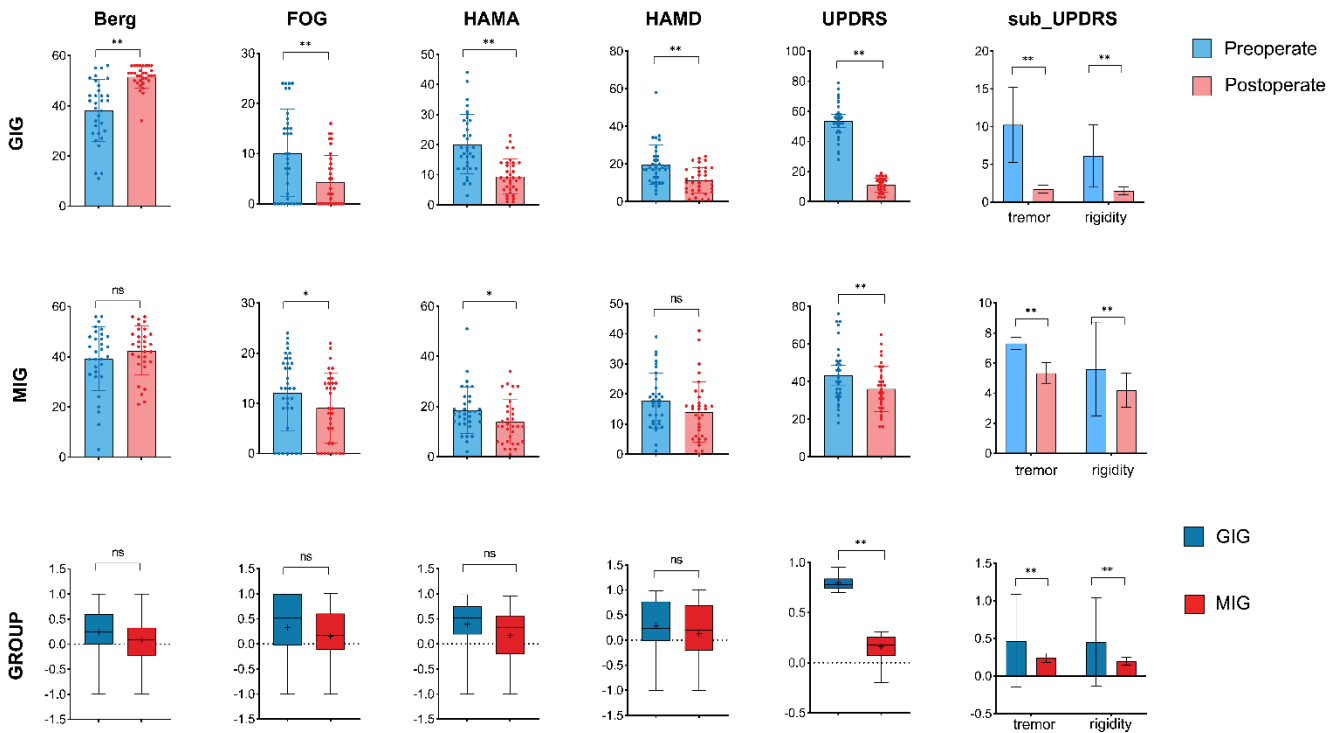 Berg FOG HAMA HAMD UPDRS sub_UPDRS
Preoperate
Postoperate
GIG
** ** ** ** ** ** **
60 40 20 0
30 20 10 0
50 40 30 20 10 0
80 60 40 20 0
100 80 60 40 20 0
20 15 10 5 0
tremor rigidity
MIG
ns * * ns ** ** **
60 40 20 0
30 20 10 0
60 40 20 0
50 40 30 20 10 0
80 60 40 20 0
10 8 6 4 2 0
tremor rigidity
GIG
MIG
GROUP
ns ns ns ns ** ** **
1.5 1.0 0.5 0.0 -0.5 -1.0 -1.5
1.5 1.0 0.5 0.0 -0.5 -1.0 -1.5
1.5 1.0 0.5 0.0 -0.5 -1.0 -1.5
1.5 1.0 0.5 0.0 -0.5 -1.0 -1.5
1.0 0.5 0.0 -0.5
1.5 1.0 0.5 0.0 -0.5
tremor rigidity